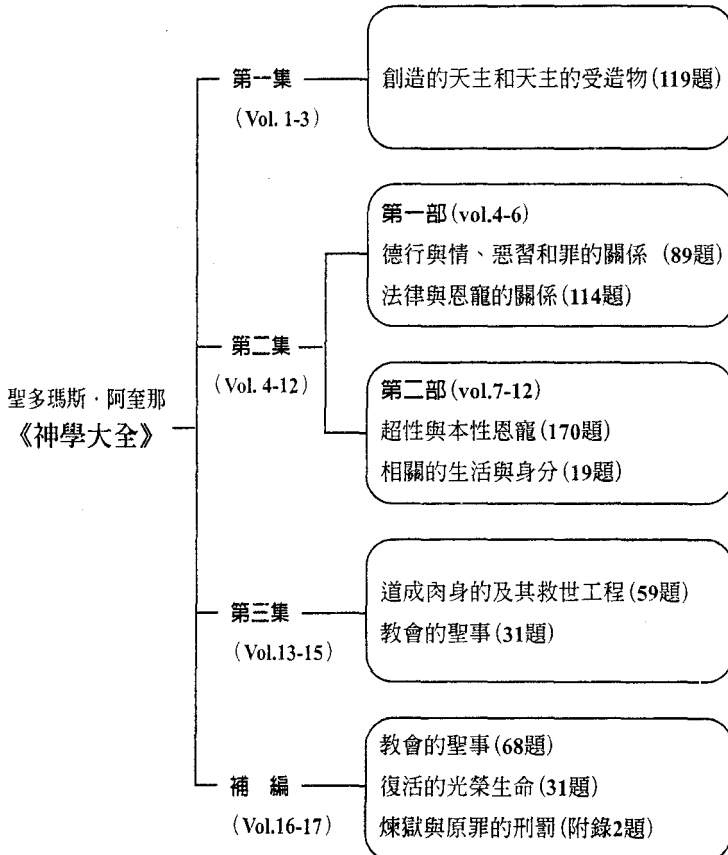 聖多瑪斯．阿奎那
《神學大全》
第一集
(Vol. 1-3)
創造的天主和天主的受造物(119題)
第二集
(Vol. 4-12)
第一部(vol.4-6)
德行與情、惡習和罪的關係 (89題)
法律與恩寵的關係(114題)
第二部(vol.7-12)
超性與本性恩寵(170題)
相關的生活與身分(19題)
第三集
(Vol.13-15)
道成肉身的及其救世工程(59題)
教會的聖事(31題)
補 編
(Vol.16-17)
教會的聖事(68題)
復活的光榮生命(31題)
煉獄與原罪的刑罰(附錄2題)